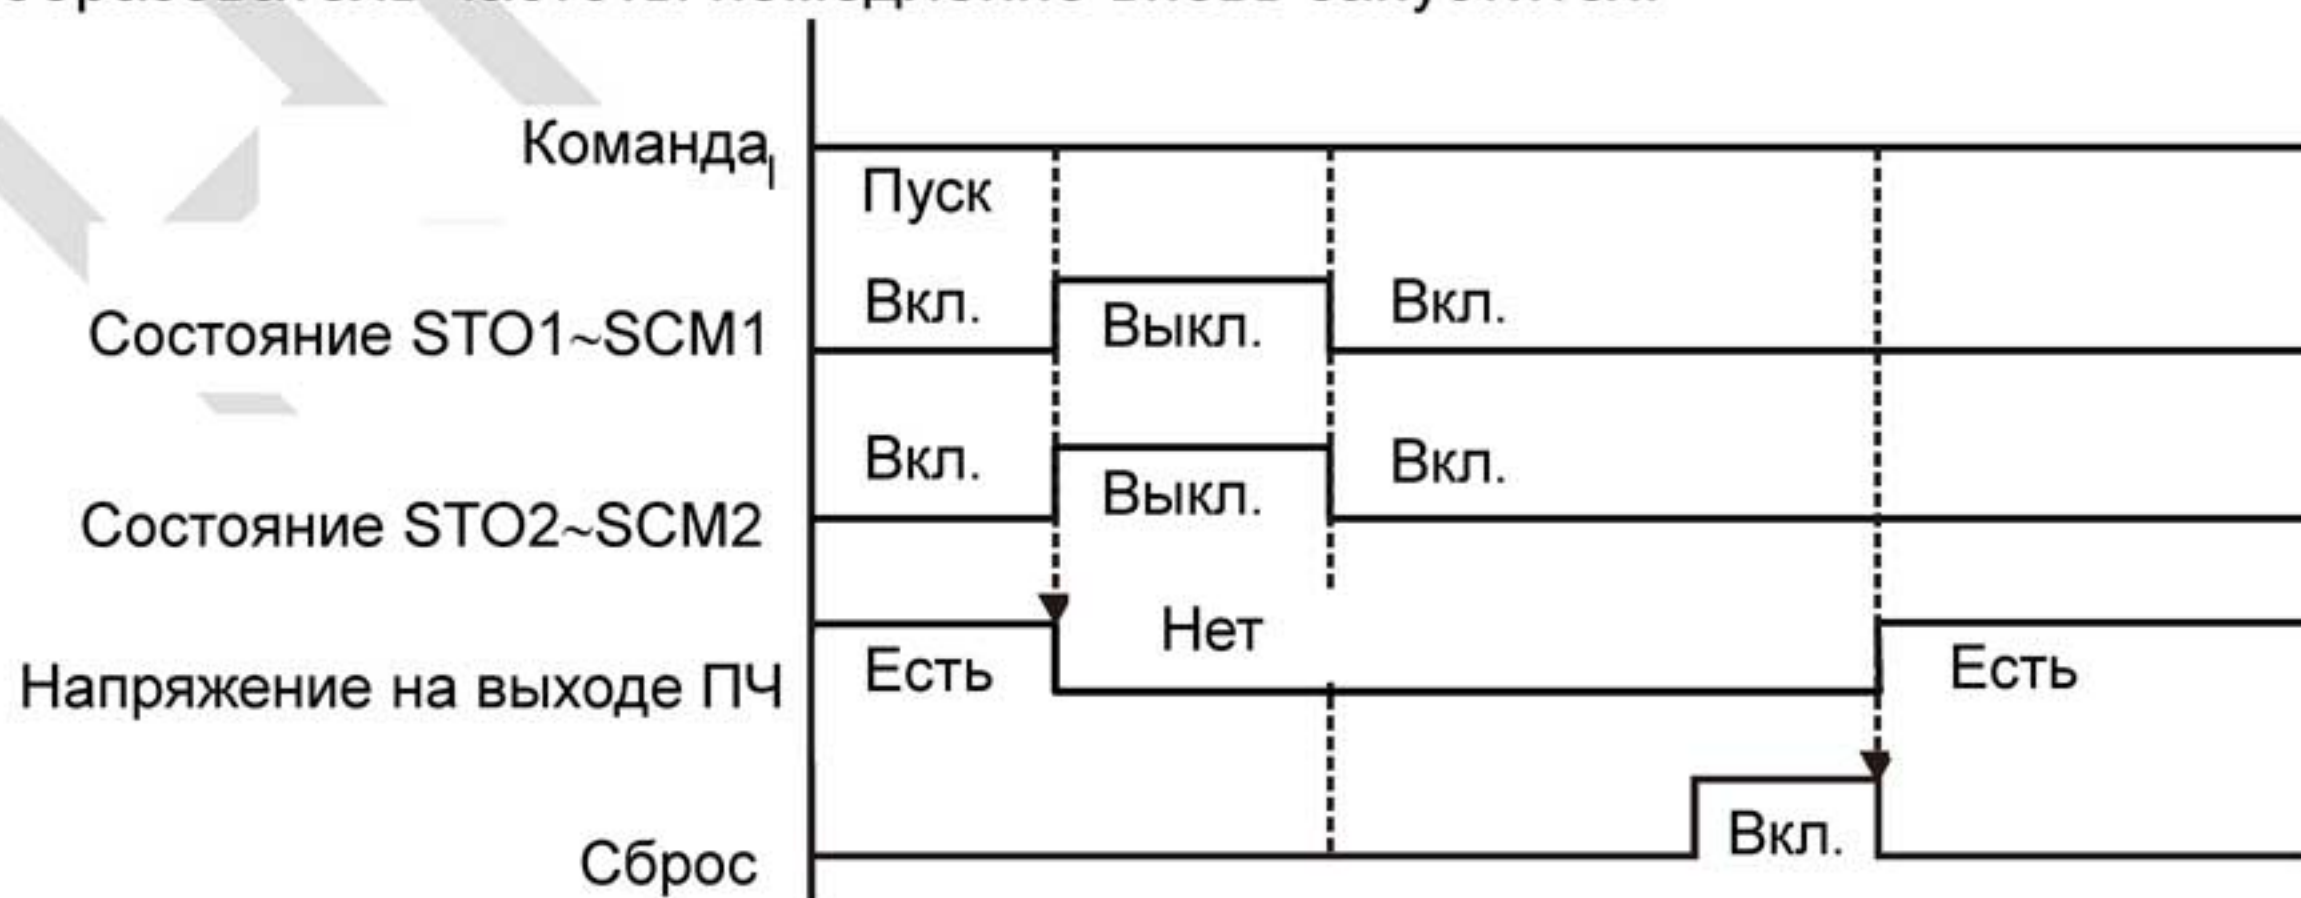 Команда
Пуск
Вкл.
Выкл.
Вкл.
Состояние STO1~SCM1
Вкл.
Выкл.
Вкл.
Состояние STO2~SCM2
Нет
Есть
Есть
Напряжение на выходе ПЧ
Вкл.
Сброс